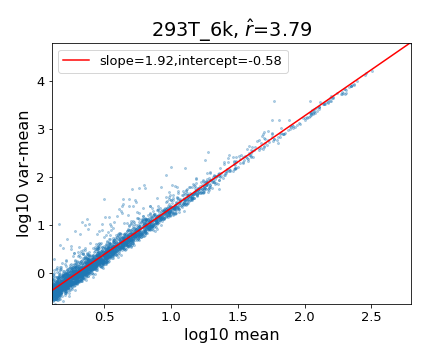 293T_6k, r̂=3.79
slope=1.92,intercept=-0.58
log10 var-mean
4
3
2
1
0
0.5 1.0 1.5 2.0 2.5
log10 mean